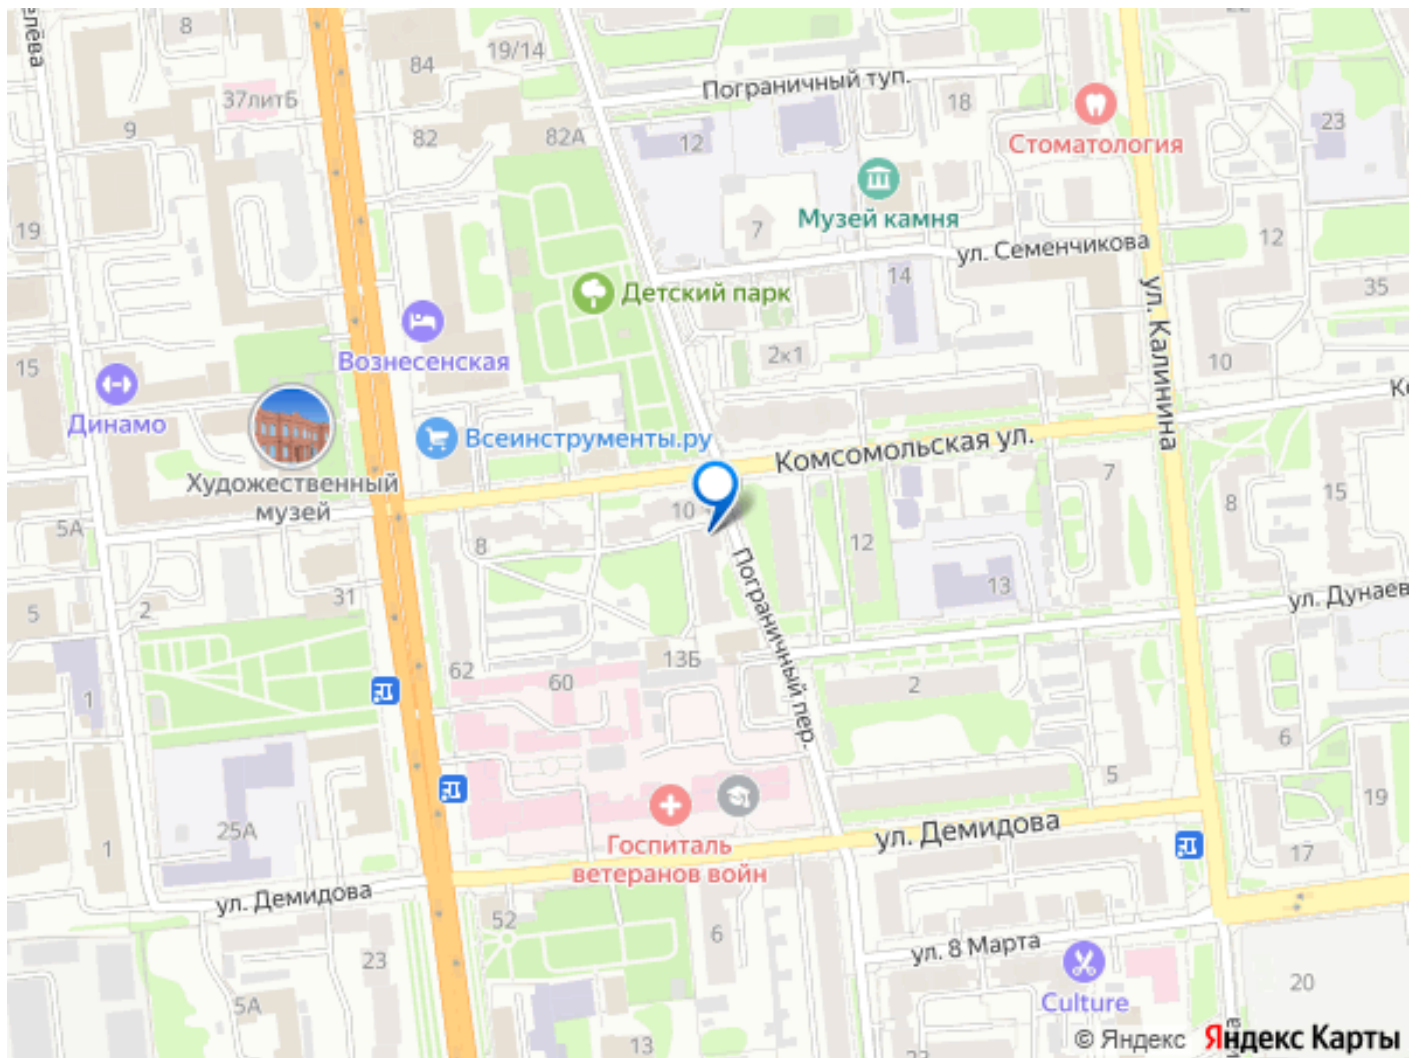 8
19/14
84
37литБ
9
82
82А
Пограничный туп.
12
18
Стоматология
23
Музей камня
7
ул. Семенчикова
12
19
14
Детский парк
35
ул. Калинина
Вознесенская
2к1
10
15
Динамо
Всеинструменты.ру
Комсомольская ул.
Художественный
музей
5А
10
8
12
7
8
15
13
Пограничный пер.
ул. Дунаев
5
2
31
62
60
13Б
2
1
6
5
19
25А
1
Госпиталь
ветеранов войн
ул. Демидова
17
ул. Демидова
52
6
ул. 8 Марта
23
5А
Culture
20
13
© Яндекс
Яндекс Карты